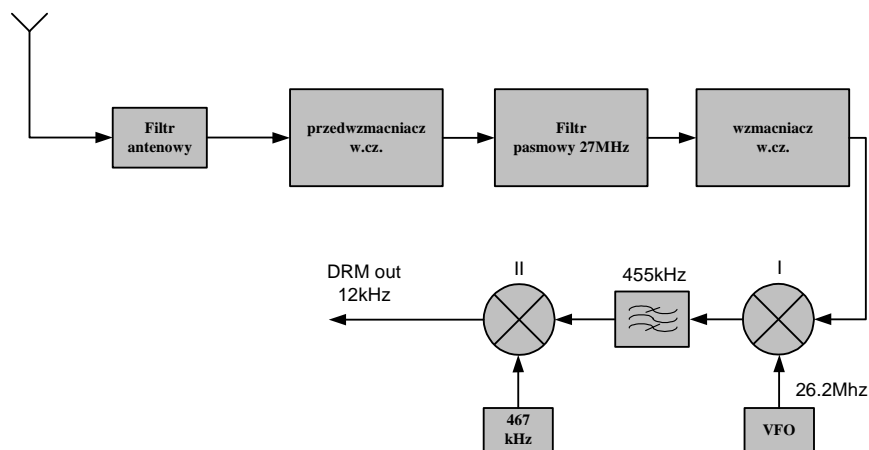 Filtr
antenowy
przedwzmacniacz
w.cz.
Filtr
pasmowy 27MHz
wzmacniacz
w.cz.
DRM out
12kHz
II
455kHz
I
467
kHz
26.2Mhz
VFO